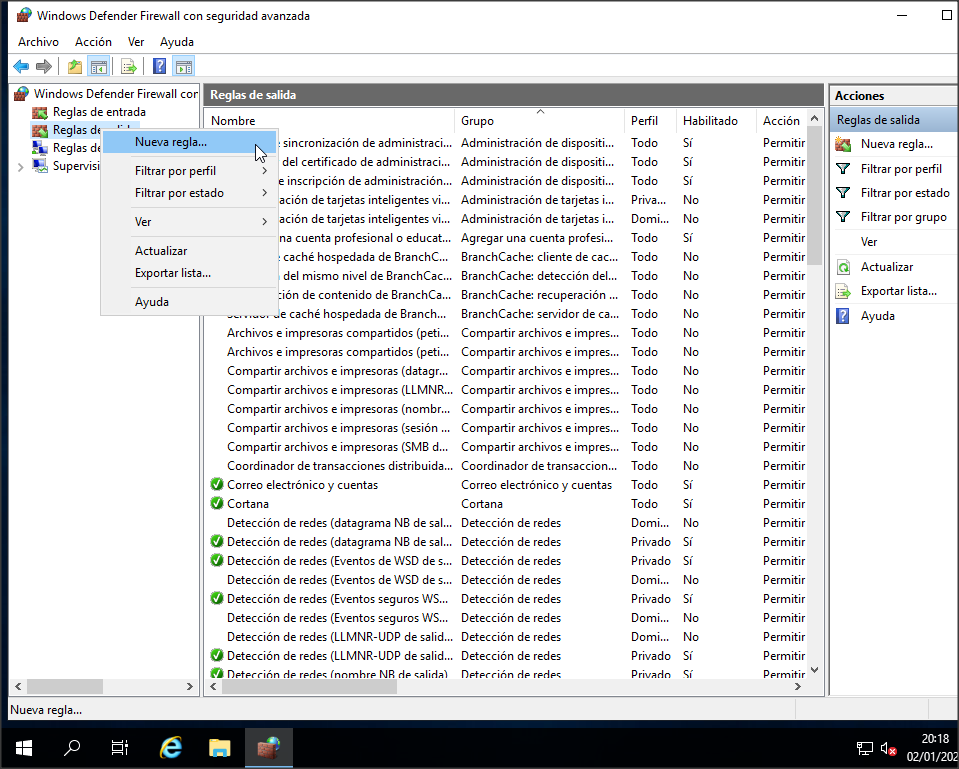 Windows Defender Firewall con seguridad avanzada
Archivo Acción Ver Ayuda
Windows Defender Firewall con
Reglas de entrada
Reglas de
Reglas de
Supervisi
Nueva regla...
Filtrar por perfil
Filtrar por estado
Ver
Actualizar
Exportar lista...
Ayuda
Reglas de salida
Nombre Grupo Perfil Habilitado Acción
sincronización de administraci... Administración de dispositi... Todo Sí Permitir
del certificado de administraci... Administración de dispositi... Todo Sí Permitir
e inscripción de administración... Administración de dispositi... Todo Sí Permitir
ación de tarjetas inteligentes vi... Administración de tarjetas i... Priva... No Permitir
ación de tarjetas inteligentes vi... Administración de tarjetas i... Domi... No Permitir
na cuenta profesional o educat... Agregar una cuenta profesi... Todo Sí Permitir
caché hospedada de BranchC... BranchCache: cliente de cac... Todo No Permitir
del mismo nivel de BranchCac... BranchCache: detección del... Todo No Permitir
ción de contenido de BranchCa... BranchCache: recuperación ... Todo No Permitir
Servidor de caché hospedada de Branch... BranchCache: servidor de ca... Todo No Permitir
Archivos e impresoras compartidos (peti... Compartir archivos e impres... Todo No Permitir
Archivos e impresoras compartidos (peti... Compartir archivos e impres... Todo No Permitir
Compartir archivos e impresoras (datagr... Compartir archivos e impres... Todo No Permitir
Compartir archivos e impresoras (LLMNR... Compartir archivos e impres... Todo No Permitir
Compartir archivos e impresoras (nombr... Compartir archivos e impres... Todo No Permitir
Compartir archivos e impresoras (sesión ... Compartir archivos e impres... Todo No Permitir
Compartir archivos e impresoras (SMB d... Compartir archivos e impres... Todo No Permitir
Coordinador de transacciones distribuida... Coordinador de transaccion... Todo No Permitir
Correo electrónico y cuentas Correo electrónico y cuentas Todo Sí Permitir
Cortana Cortana Todo Sí Permitir
Detección de redes (datagrama NB de sal... Detección de redes Domi... No Permitir
Detección de redes (datagrama NB de sal... Detección de redes Privado Sí Permitir
Detección de redes (Eventos de WSD de s... Detección de redes Privado Sí Permitir
Detección de redes (Eventos de WSD de s... Detección de redes Domi... No Permitir
Detección de redes (Eventos seguros WS... Detección de redes Privado Sí Permitir
Detección de redes (Eventos seguros WS... Detección de redes Domi... No Permitir
Detección de redes (LLMNR-UDP de salid... Detección de redes Domi... No Permitir
Detección de redes (LLMNR-UDP de salid... Detección de redes Privado Sí Permitir
Detección de redes (nombre NB de salida) Detección de redes Privado Sí Permitir
Acciones
Reglas de salida
Nueva regla...
Filtrar por perfil
Filtrar por estado
Filtrar por grupo
Ver
Actualizar
Exportar lista...
Ayuda
Nueva regla...
20:18
02/01/202